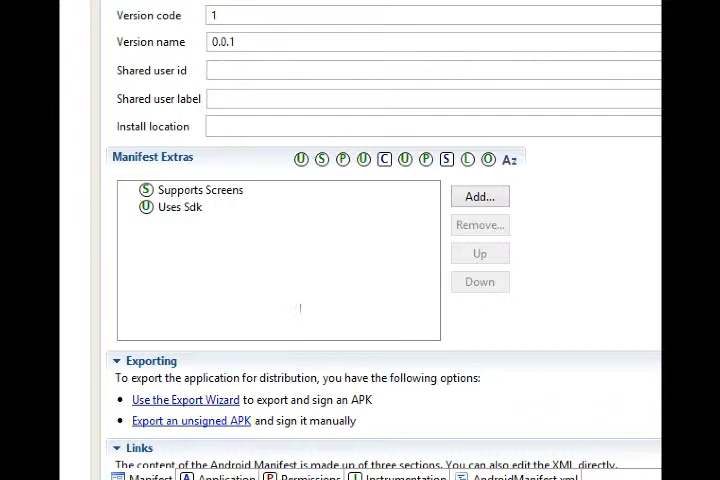 Version code 1
Version name 0.0.1
Shared user id
Shared user label
Install location
Manifest Extras U S P U C U P S L O Az
S Supports Screens
U Uses Sdk
Add...
Remove...
Up
Down
Exporting
To export the application for distribution, you have the following options:
Use the Export Wizard to export and sign an APK
Export an unsigned APK and sign it manually
Links
The content of the Android Manifest is made up of three sections. You can also edit the XML directly.
Manifest A Application P Permissions I Instrumentation AndroidManifest.xml